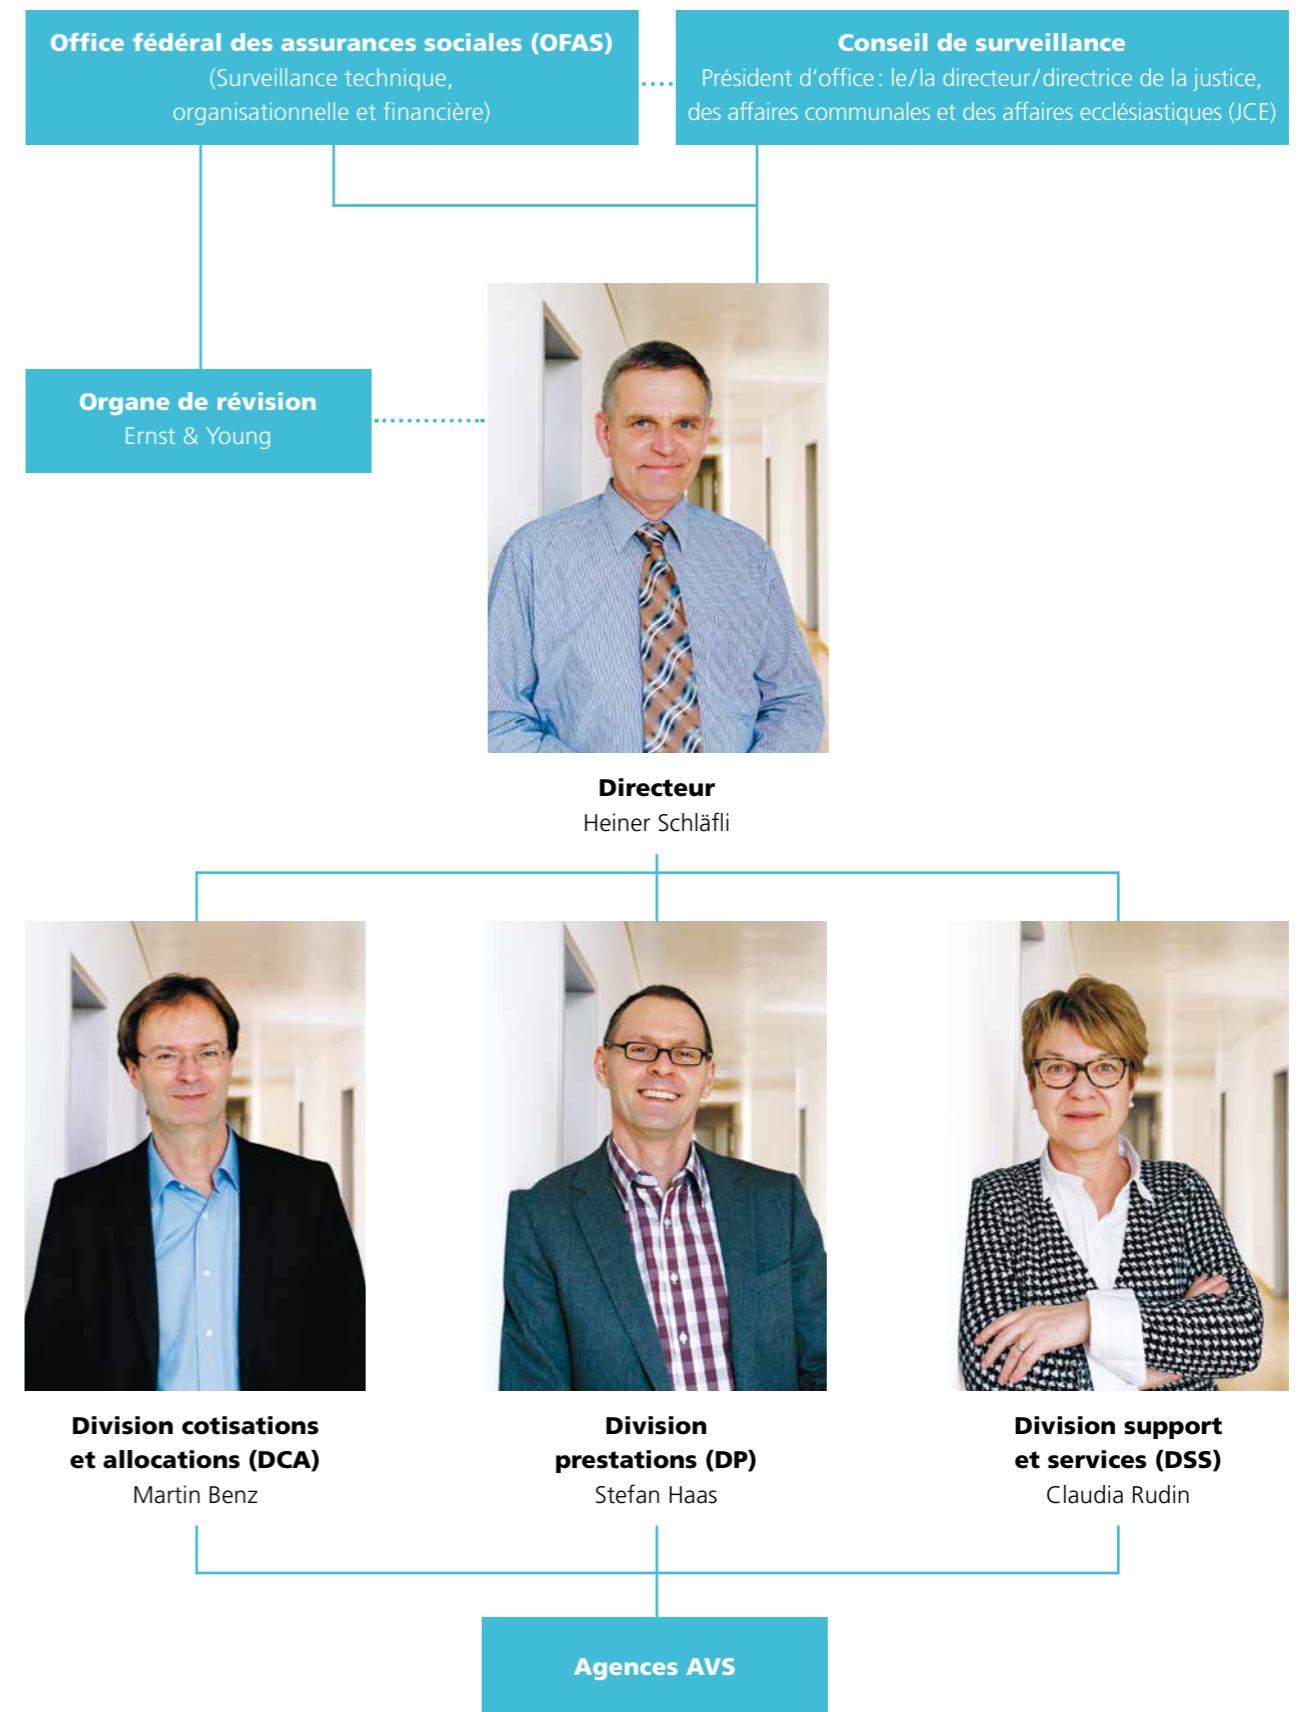 Office fédéral des assurances sociales (OFAS)
(Surveillance technique,
organisationnelle et financière)
Conseil de surveillance
Président d'office : le/la directeur/directrice de la justice,
des affaires communales et des affaires ecclésiastiques (JCE)
Organe de révision
Ernst & Young
Directeur
Heiner Schläfli
Division cotisations
et allocations (DCA)
Martin Benz
Division
prestations (DP)
Stefan Haas
Division support
et services (DSS)
Claudia Rudin
Agences AVS